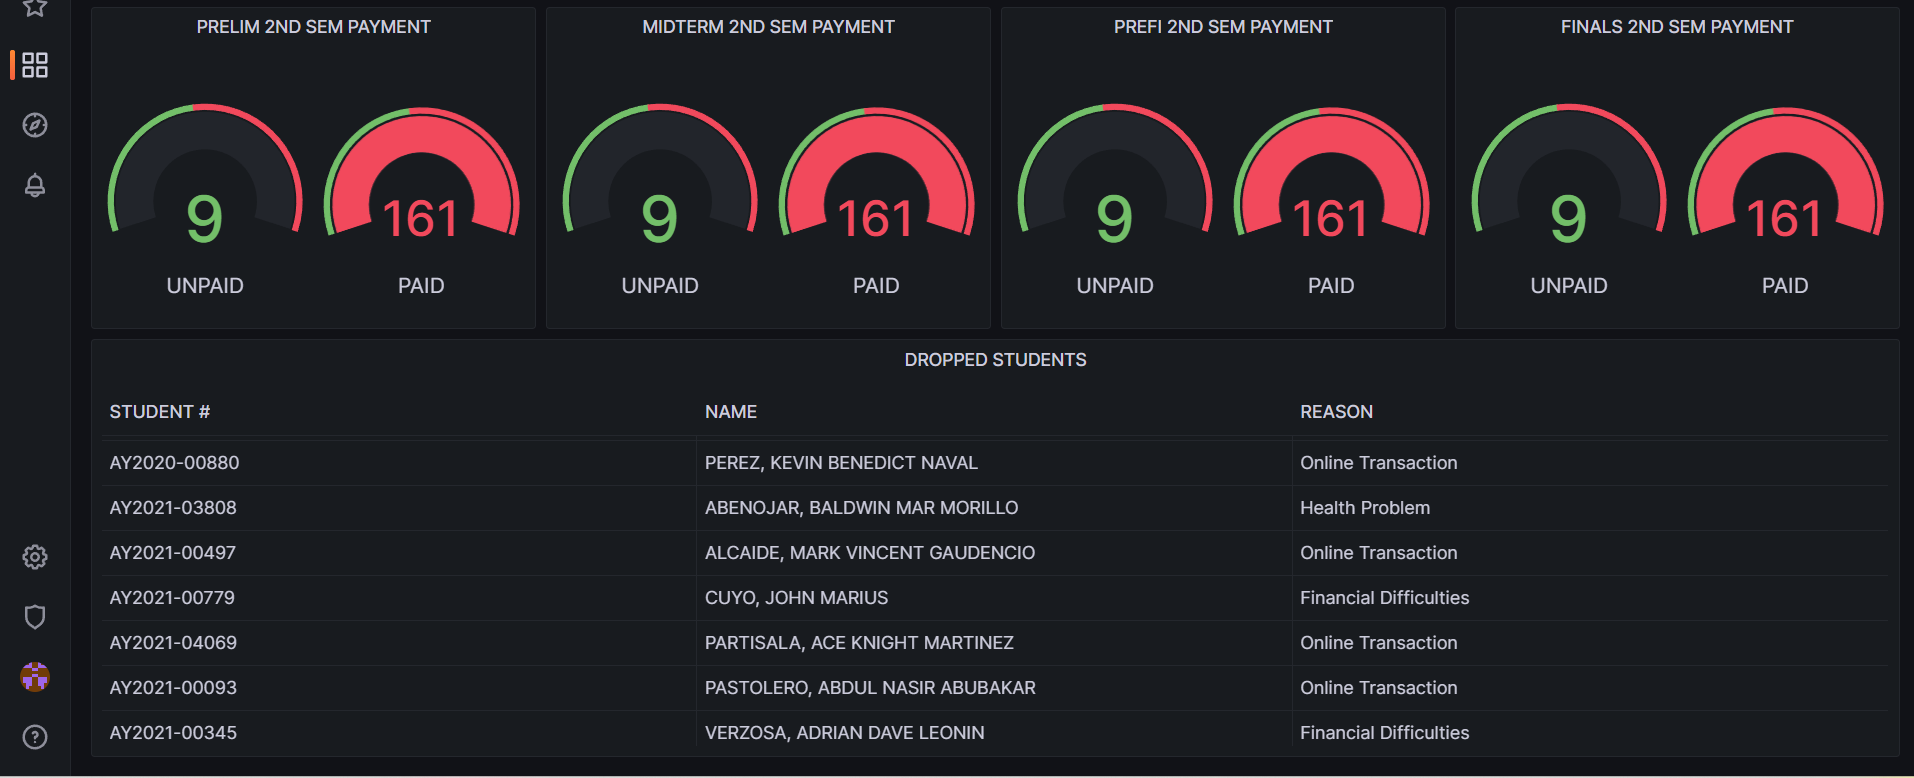 PRELIM 2ND SEM PAYMENT
MIDTERM 2ND SEM PAYMENT
PREFI 2ND SEM PAYMENT
FINALS 2ND SEM PAYMENT
9 161 9 161 9 161 9 161
UNPAID PAID UNPAID PAID UNPAID PAID UNPAID PAID
DROPPED STUDENTS
STUDENT # NAME REASON
AY2020-00880 PEREZ, KEVIN BENEDICT NAVAL Online Transaction
AY2021-03808 ABENOJAR, BALDWIN MAR MORILLO Health Problem
AY2021-00497 ALCAIDE, MARK VINCENT GAUDENCIO Online Transaction
AY2021-00779 CUYO, JOHN MARIUS Financial Difficulties
AY2021-04069 PARTISALA, ACE KNIGHT MARTINEZ Online Transaction
AY2021-00093 PASTOLERO, ABDUL NASIR ABUBAKAR Online Transaction
AY2021-00345 VERZOSA, ADRIAN DAVE LEONIN Financial Difficulties